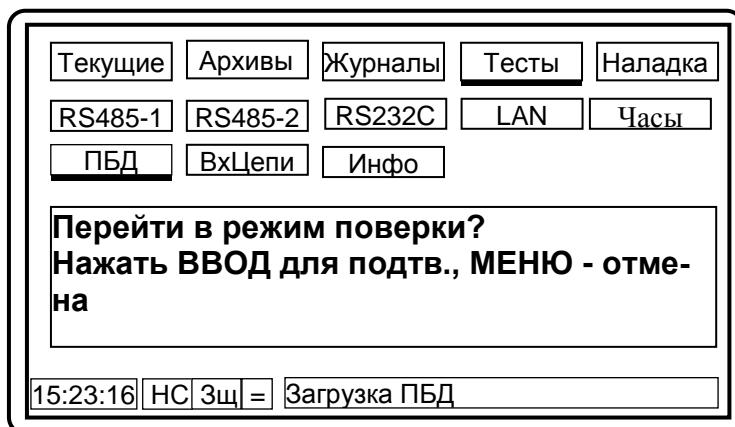 Текущие Архивы Журналы Тесты Наладка
RS485-1 RS485-2 RS232C LAN Часы
ПБД ВхЦепи Инфо
Перейти в режим поверки?
Нажать ВВОД для подтв., МЕНЮ - отме-
на
15:23:16 НС Зщ = Загрузка ПБД